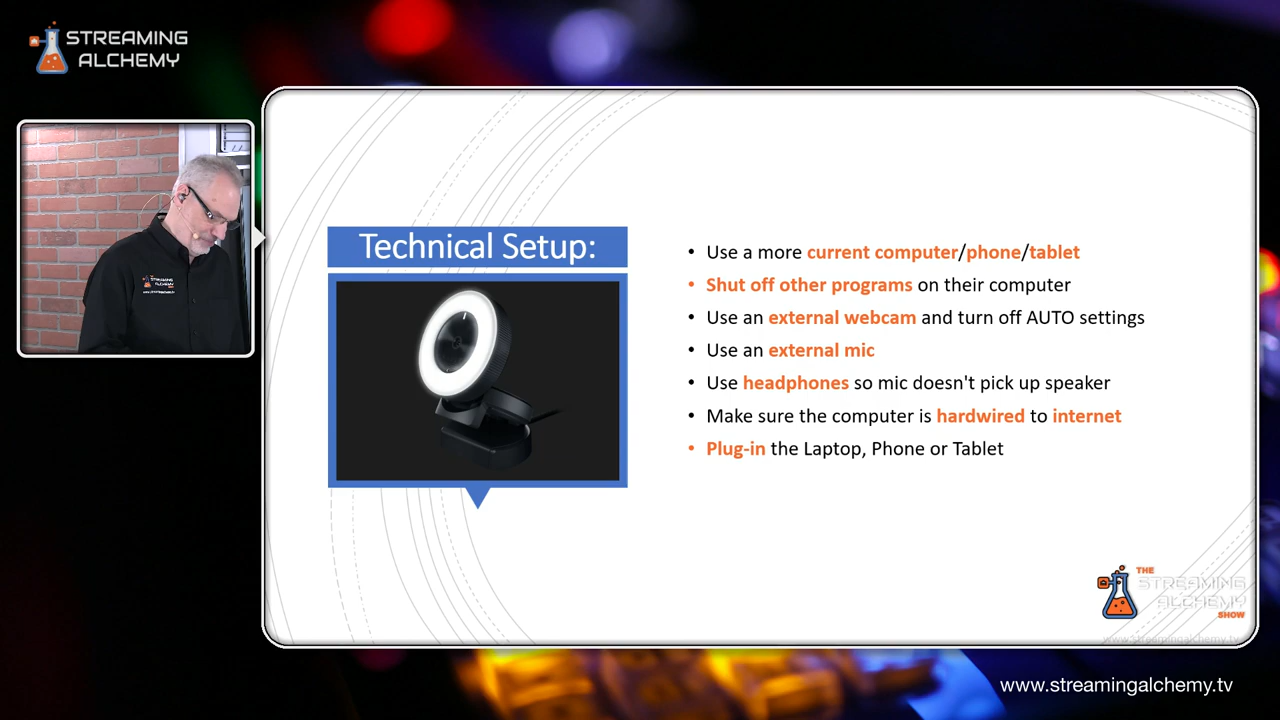 STREAMING
ALCHEMY
Technical Setup:
• Use a more current computer/phone/tablet
• Shut off other programs on their computer
• Use an external webcam and turn off AUTO settings
• Use an external mic
• Use headphones so mic doesn't pick up speaker
• Make sure the computer is hardwired to internet
• Plug-in the Laptop, Phone or Tablet
THE
STREAMING
ALCHEMY
SHOW
www.streamingalchemy.tv
www.streamingalchemy.tv